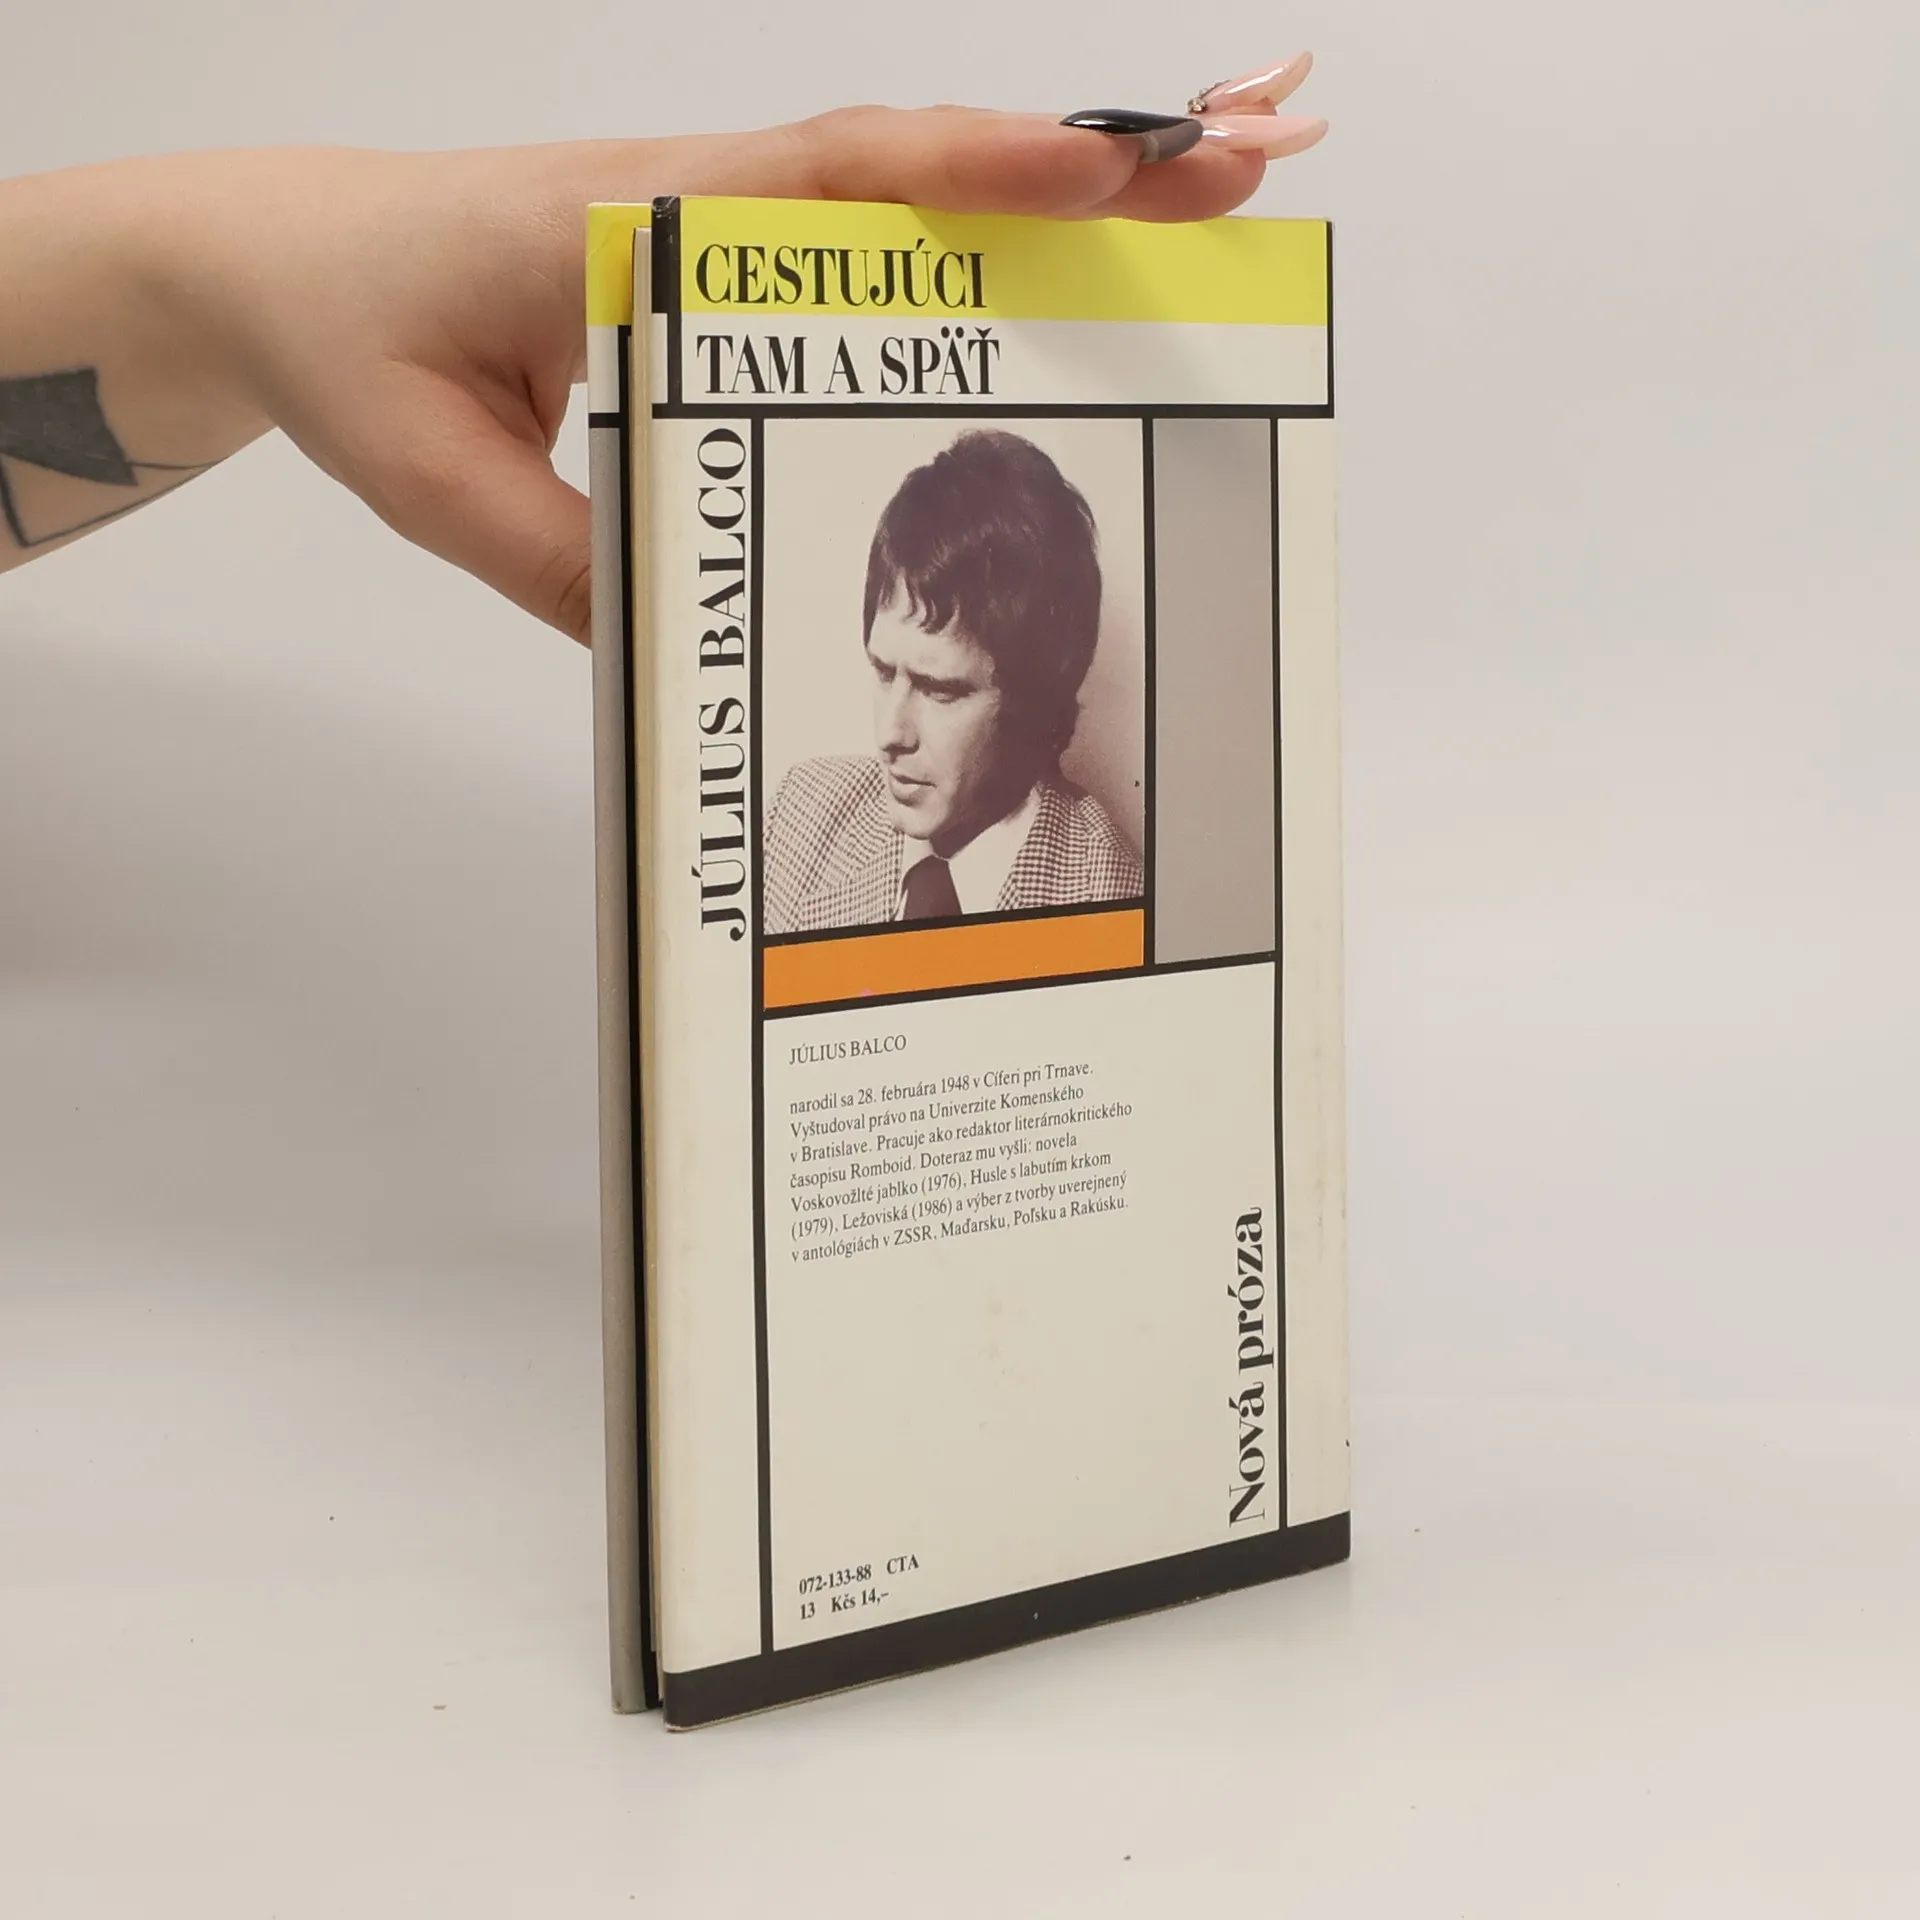 CESTUJÚCI
TAM A SPÄŤ
JÚLIUS BALCO
JÚLIUS BALCO
narodil sa 28. februára 1948 v Cíferi pri Trnave.
Vyštudoval právo na Univerzite Komenského
v Bratislave. Pracuje ako redaktor literárnokritického
časopisu Romboid. Doteraz mu vyšli: novela
Voskovožlté jablko (1976), Husle s labutím krkom
(1979), Ležoviská (1986) a výber z tvorby uverejnený
v antológiách v ZSSR, Maďarsku, Poľsku a Rakúsku.
Nová próza
072-133-88 CTA
13 Kčs 14,–